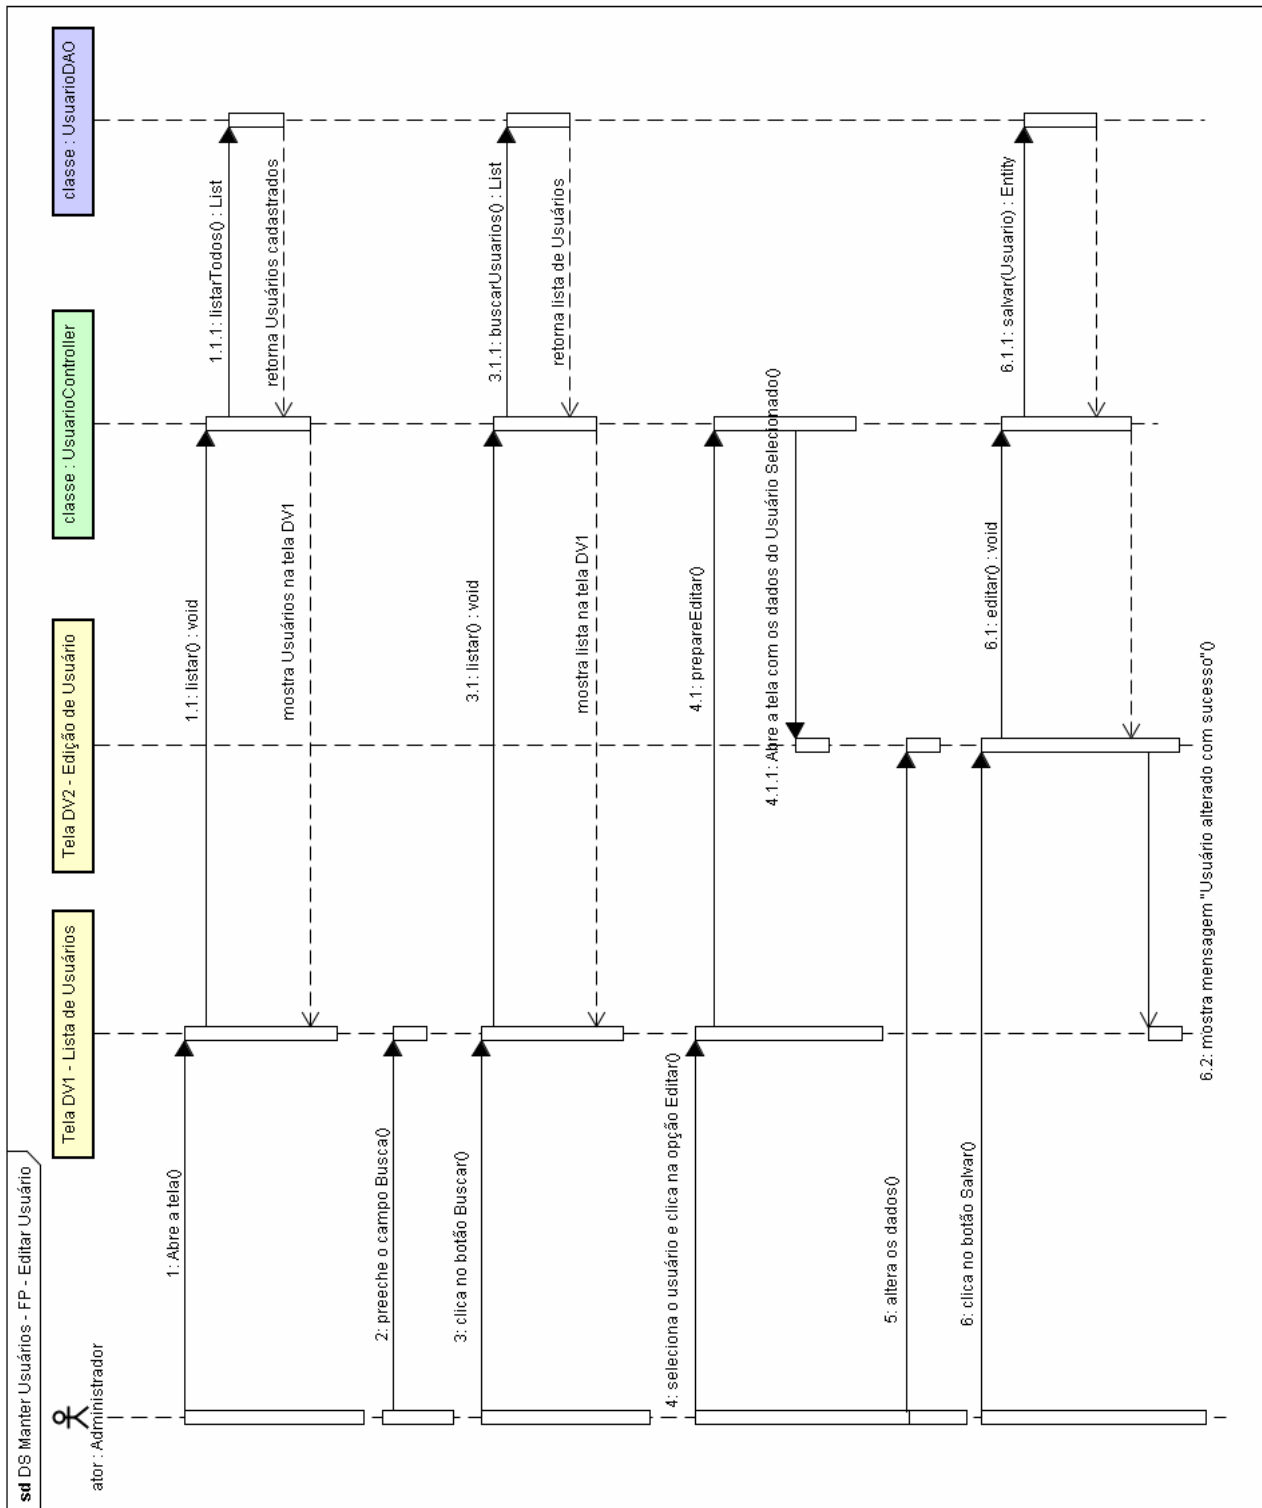 sd DS Manter Usuários - FP - Editar Usuário
ator : Administrador
Tela DV1 - Lista de Usuários
Tela DV2 - Edição de Usuário
classe : UsuarioController
classe : UsuarioDAO
1: Abre a tela()
1.1: listar() : void
1.1.1: listarTodos() : List
retorna Usuários cadastrados
mostra Usuários na tela DV1
2: preeche o campo Busca()
3: clica no botão Buscar()
3.1: listar() : void
3.1.1: buscarUsuarios() : List
retorna lista de Usuários
mostra lista na tela DV1
4: seleciona o usuário e clica na opção Editar()
4.1: prepareEditar()
4.1.1: Abre a tela com os dados do Usuário Selecionado()
5: altera os dados()
6: clica no botão Salvar()
6.1: editar() : void
6.1.1: salvar(Usuario) : Entity
6.2: mostra mensagem "Usuário alterado com sucesso"()